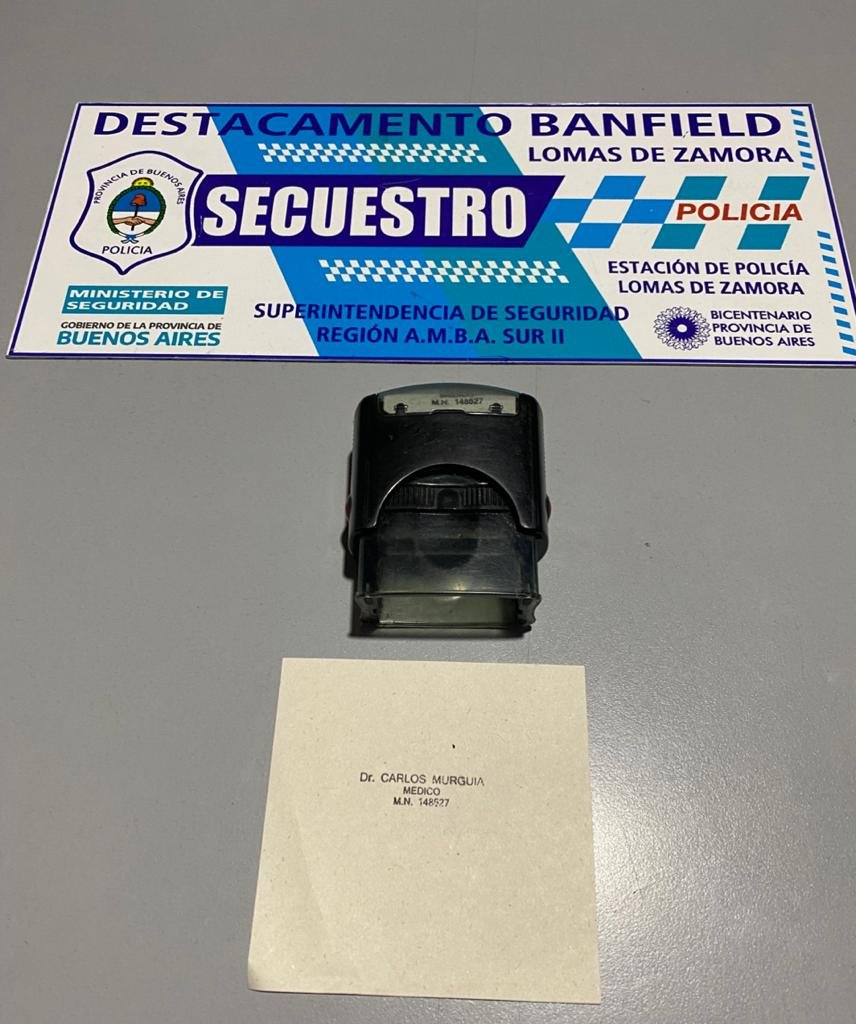 DESTACAMENTO BANFIELD
LOMAS DE ZAMORA
PROVINCIA DE BUENOS AIRES
POLICIA
SECUESTRO
POLICIA
ESTACIÓN DE POLICÍA
LOMAS DE ZAMORA
MINISTERIO DE
SEGURIDAD
GOBIERNO DE LA PROVINCIA DE
BUENOS AIRES
SUPERINTENDENCIA DE SEGURIDAD
REGIÓN A.M.B.A. SUR II
BICENTENARIO
PROVINCIA DE
BUENOS AIRES
M.N. 148527
Dr. CARLOS MURGUIA
MEDICO
M.N. 148527